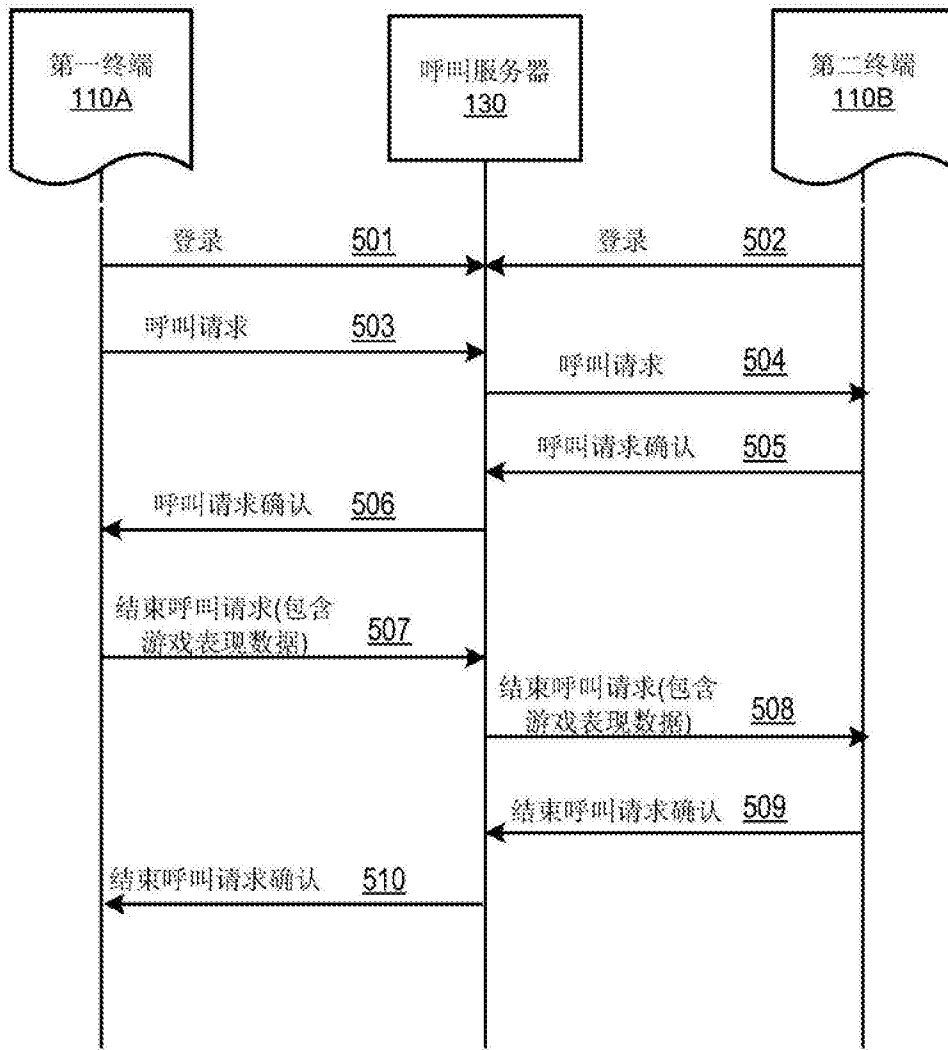 第一终端
110A
呼叫服务器
130
第二终端
110B
登录 501
登录 502
呼叫请求 503
呼叫请求 504
呼叫请求确认 505
呼叫请求确认 506
结束呼叫请求(包含
游戏表现数据) 507
结束呼叫请求(包含
游戏表现数据) 508
结束呼叫请求确认 509
结束呼叫请求确认 510